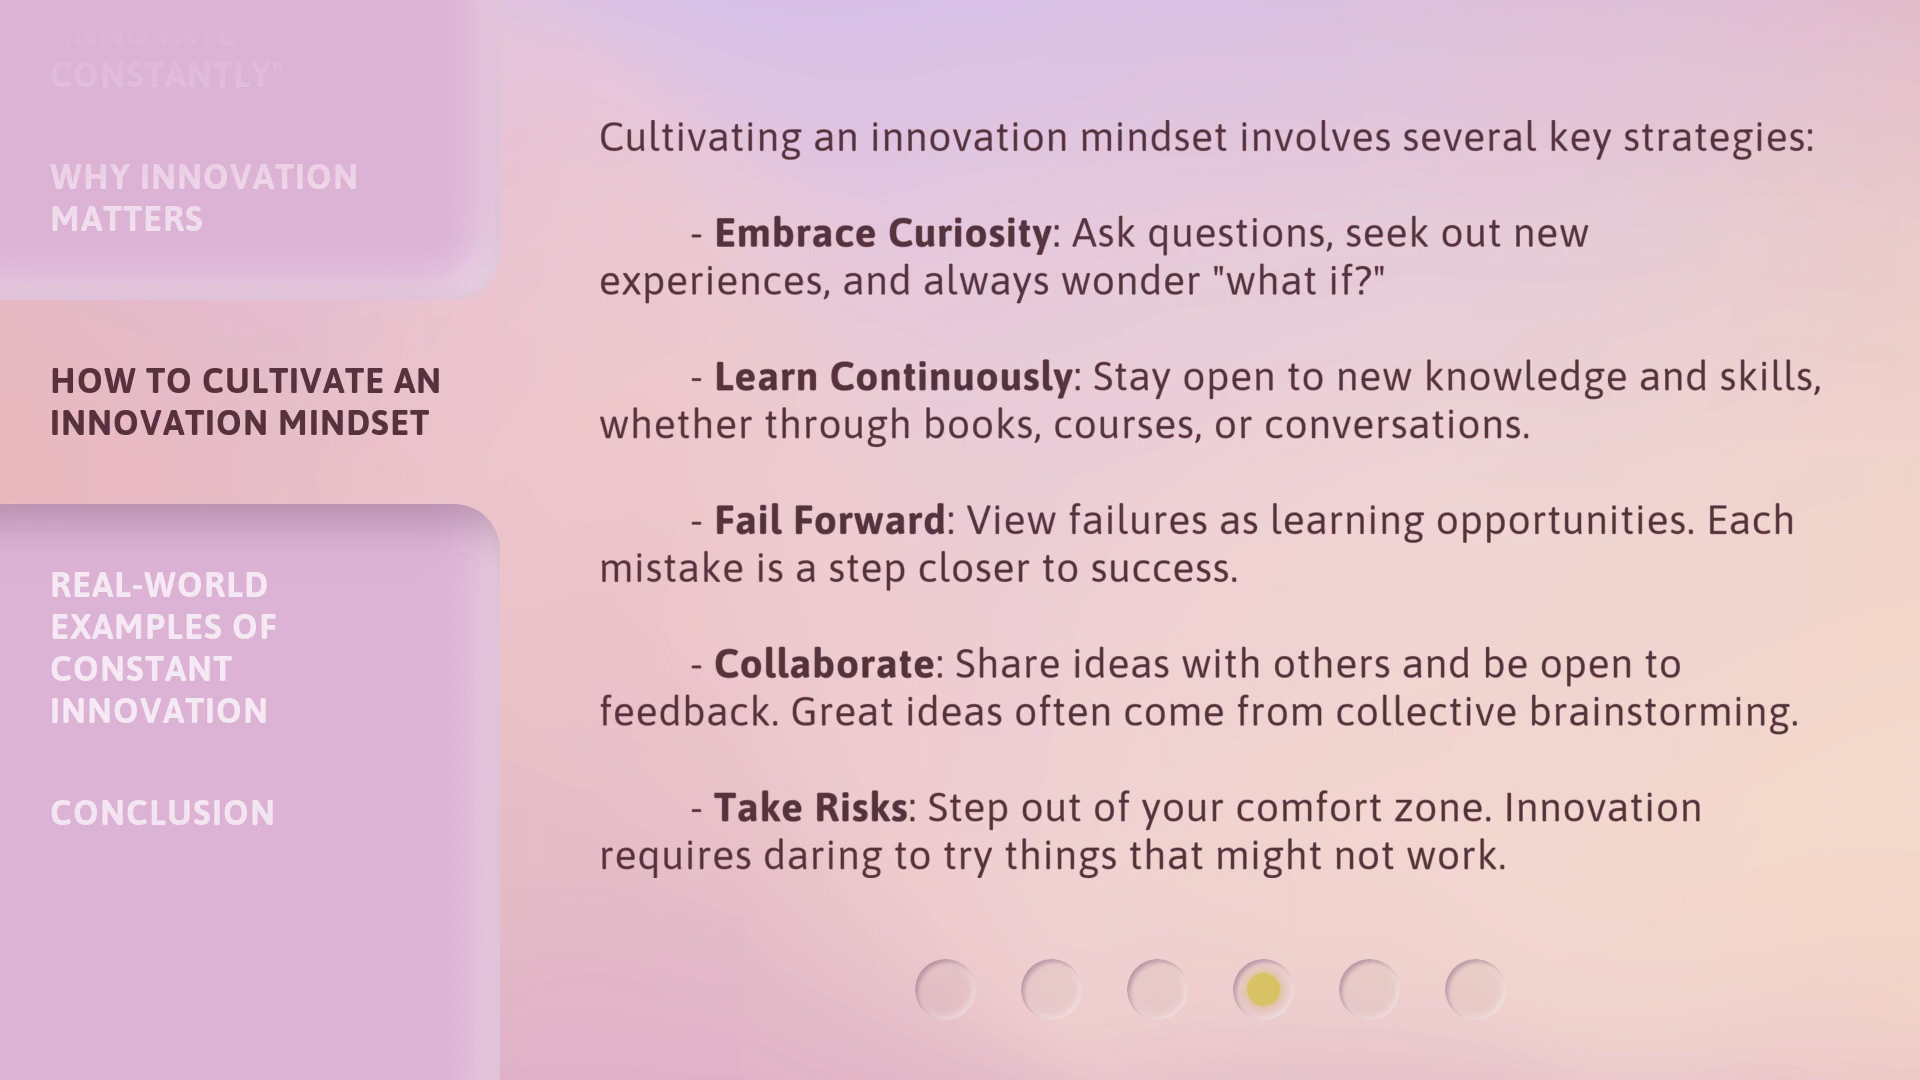 "INNOVATE
CONSTANTLY"
WHY INNOVATION
MATTERS
HOW TO CULTIVATE AN
INNOVATION MINDSET
REAL-WORLD
EXAMPLES OF
CONSTANT
INNOVATION
CONCLUSION
Cultivating an innovation mindset involves several key strategies:
- Embrace Curiosity: Ask questions, seek out new
experiences, and always wonder "what if?"
- Learn Continuously: Stay open to new knowledge and skills,
whether through books, courses, or conversations.
- Fail Forward: View failures as learning opportunities. Each
mistake is a step closer to success.
- Collaborate: Share ideas with others and be open to
feedback. Great ideas often come from collective brainstorming.
- Take Risks: Step out of your comfort zone. Innovation
requires daring to try things that might not work.